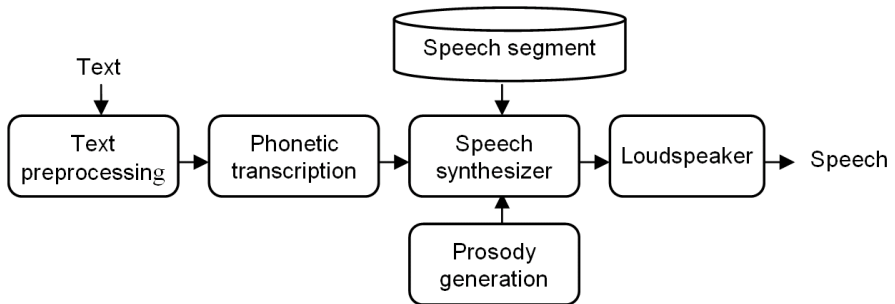 Speech segment
Text
Text
preprocessing
Phonetic
transcription
Speech
synthesizer
Loudspeaker
Speech
Prosody
generation